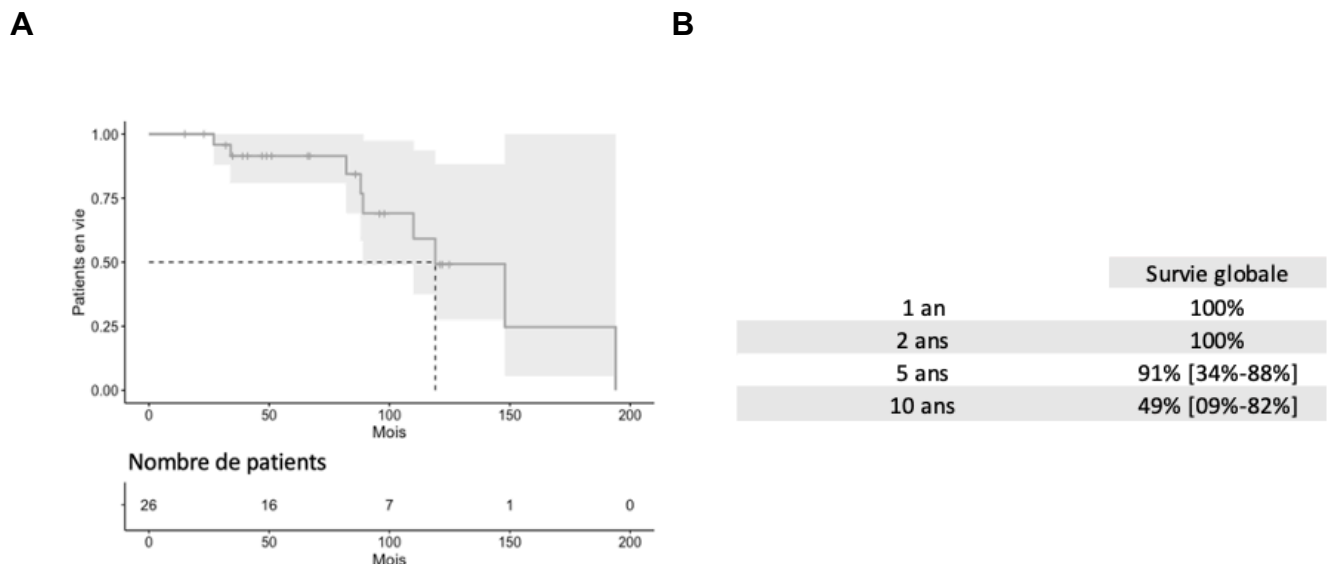 A
B
1.00
0.75
0.50
0.25
0.00
Patients en vie
0 50 100 150 200
Mois
Nombre de patients
26 16 7 1 0
0 50 100 150 200
Mois
Survie globale
1 an 100%
2 ans 100%
5 ans 91% [34%-88%]
10 ans 49% [09%-82%]